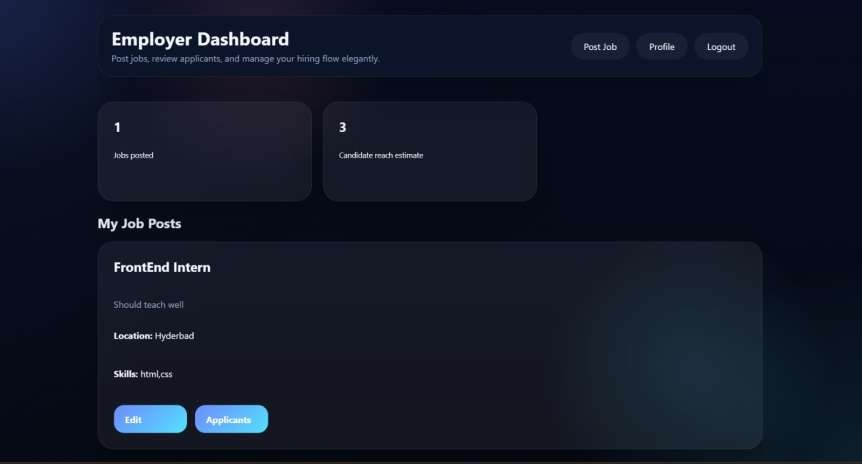 Employer Dashboard
Post jobs, review applicants, and manage your hiring flow elegantly.
Post Job
Profile
Logout
1
Jobs posted
3
Candidate reach estimate
My Job Posts
FrontEnd Intern
Should teach well
Location: Hyderbad
Skills: html,css
Edit
Applicants